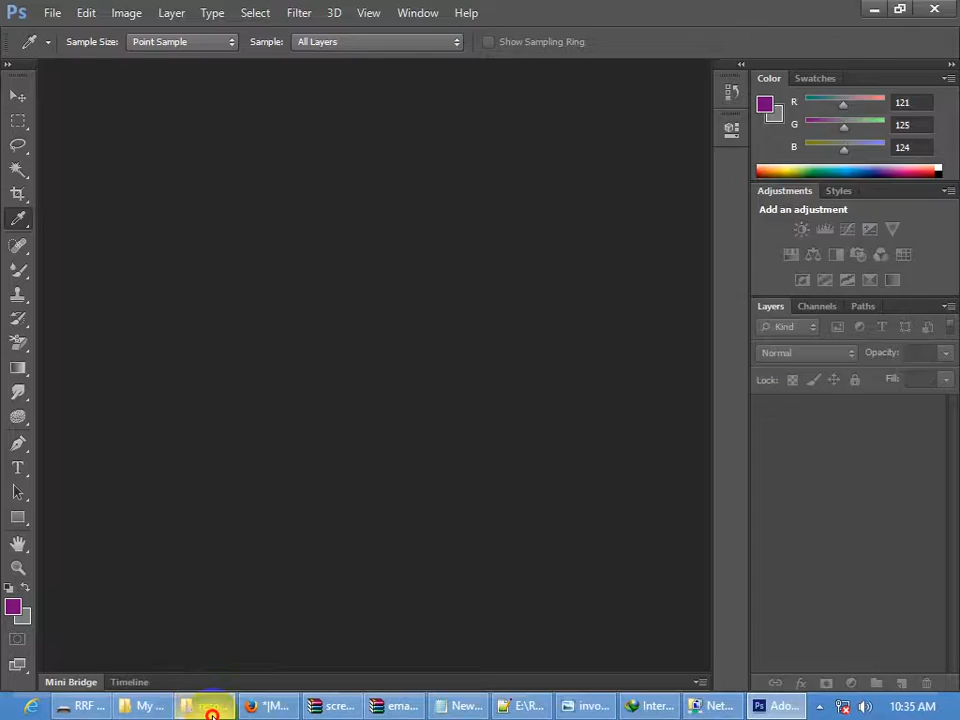 Ps File Edit Image Layer Type Select Filter 3D View Window Help
Sample Size: Point Sample Sample: All Layers Show Sampling Ring
Color Swatches
R 121
G 125
B 124
Adjustments Styles
Add an adjustment
Layers Channels Paths
Kind T
Normal Opacity:
Lock: Fill:
T
Mini Bridge Timeline
fx
RRF ... My ... *|M... scre... ema... New... E:\R... invo... Inter... Net... Ps Ado... 10:35 AM